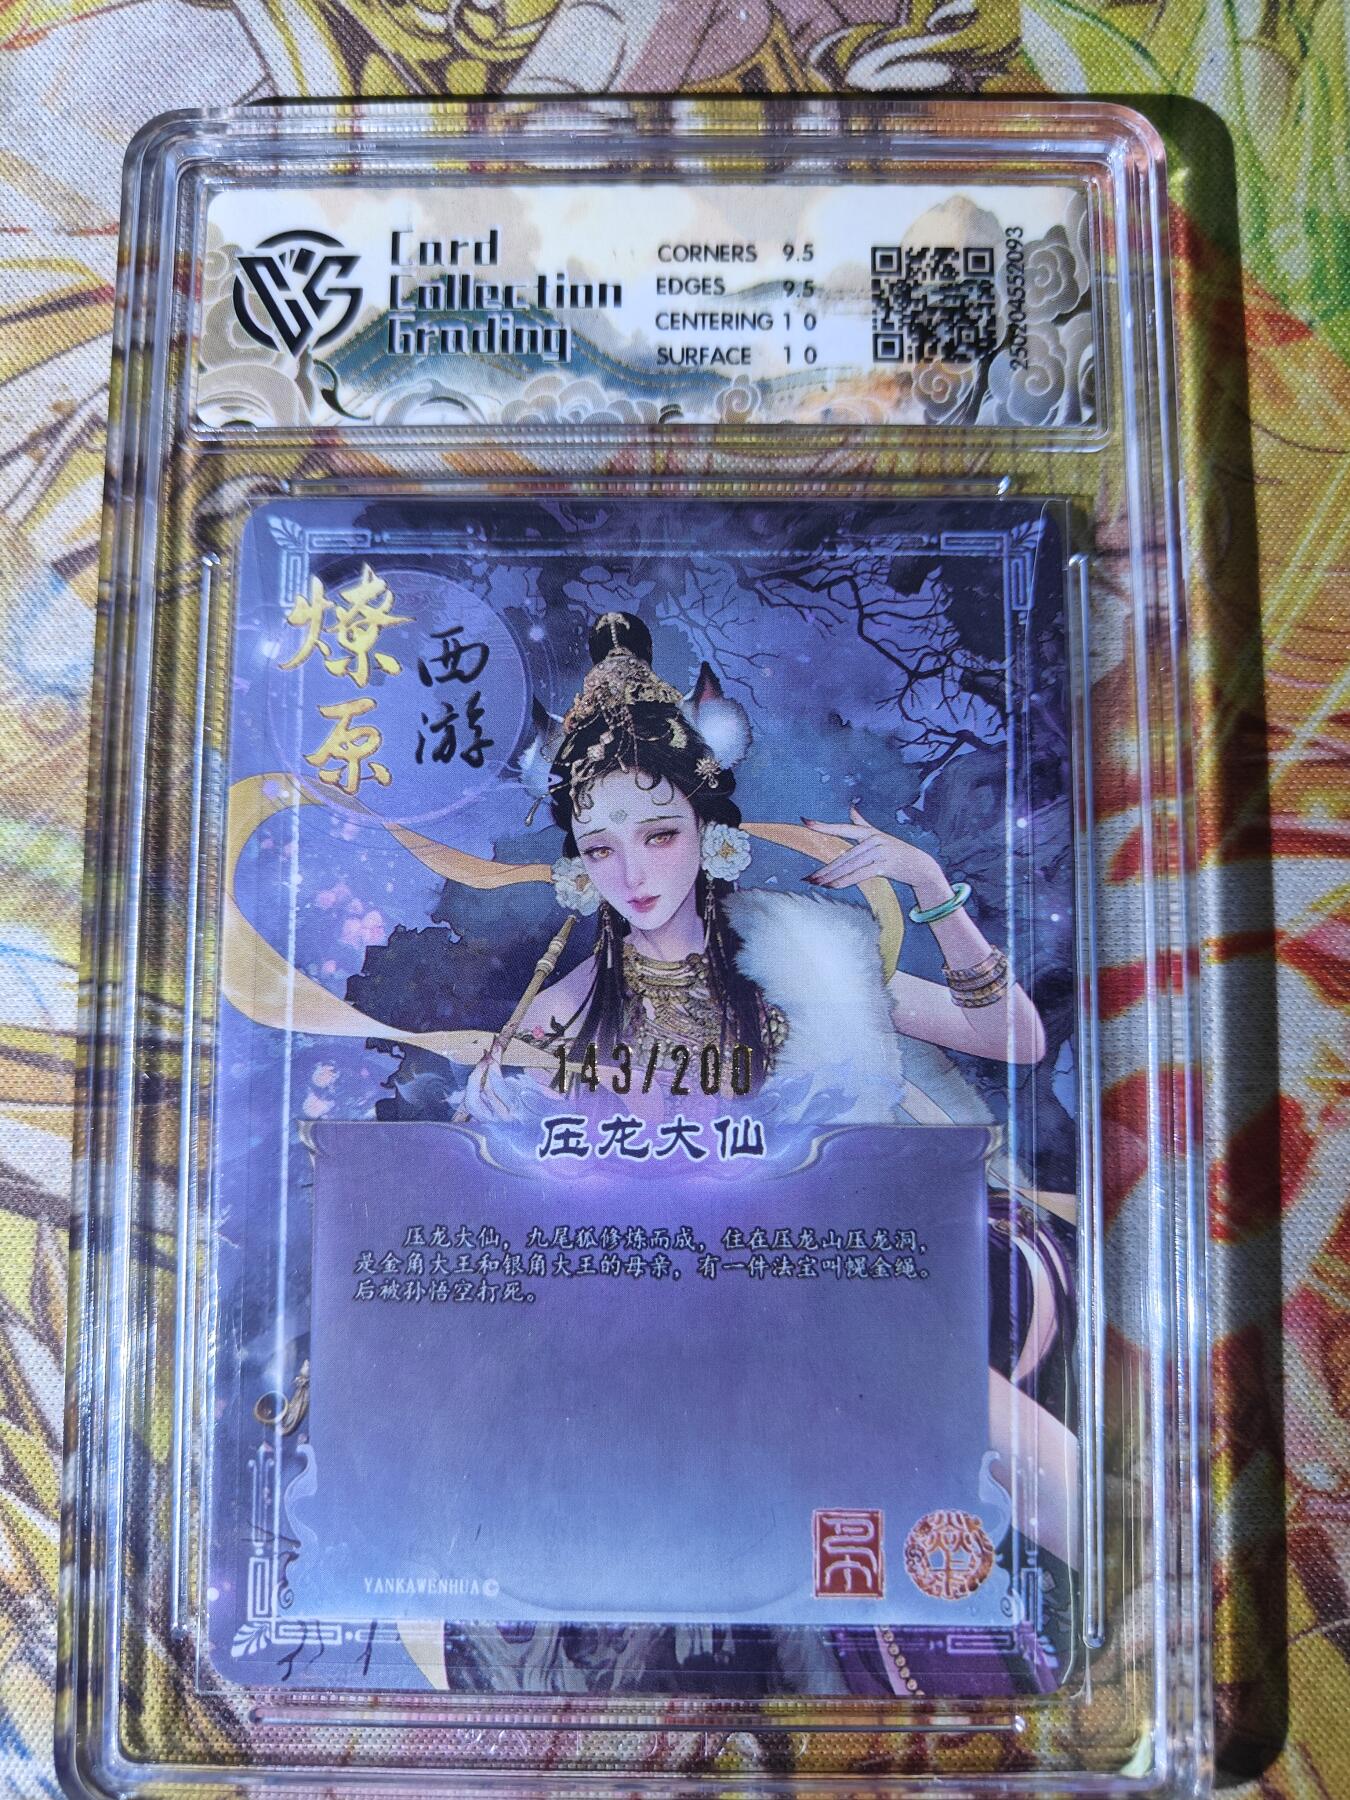 Card
Collection
Grading
CORNERS 9.5
EDGES 9.5
CENTERING 10
SURFACE 10
250204552093
燎原
西游
143/200
压龙大仙
压龙大仙，九尾狐修炼而成，住在压龙山压龙洞，
是金角大王和银角大王的母亲，有一件法宝叫幌金绳。
后被孙悟空打死。
YANKAWENHUA©